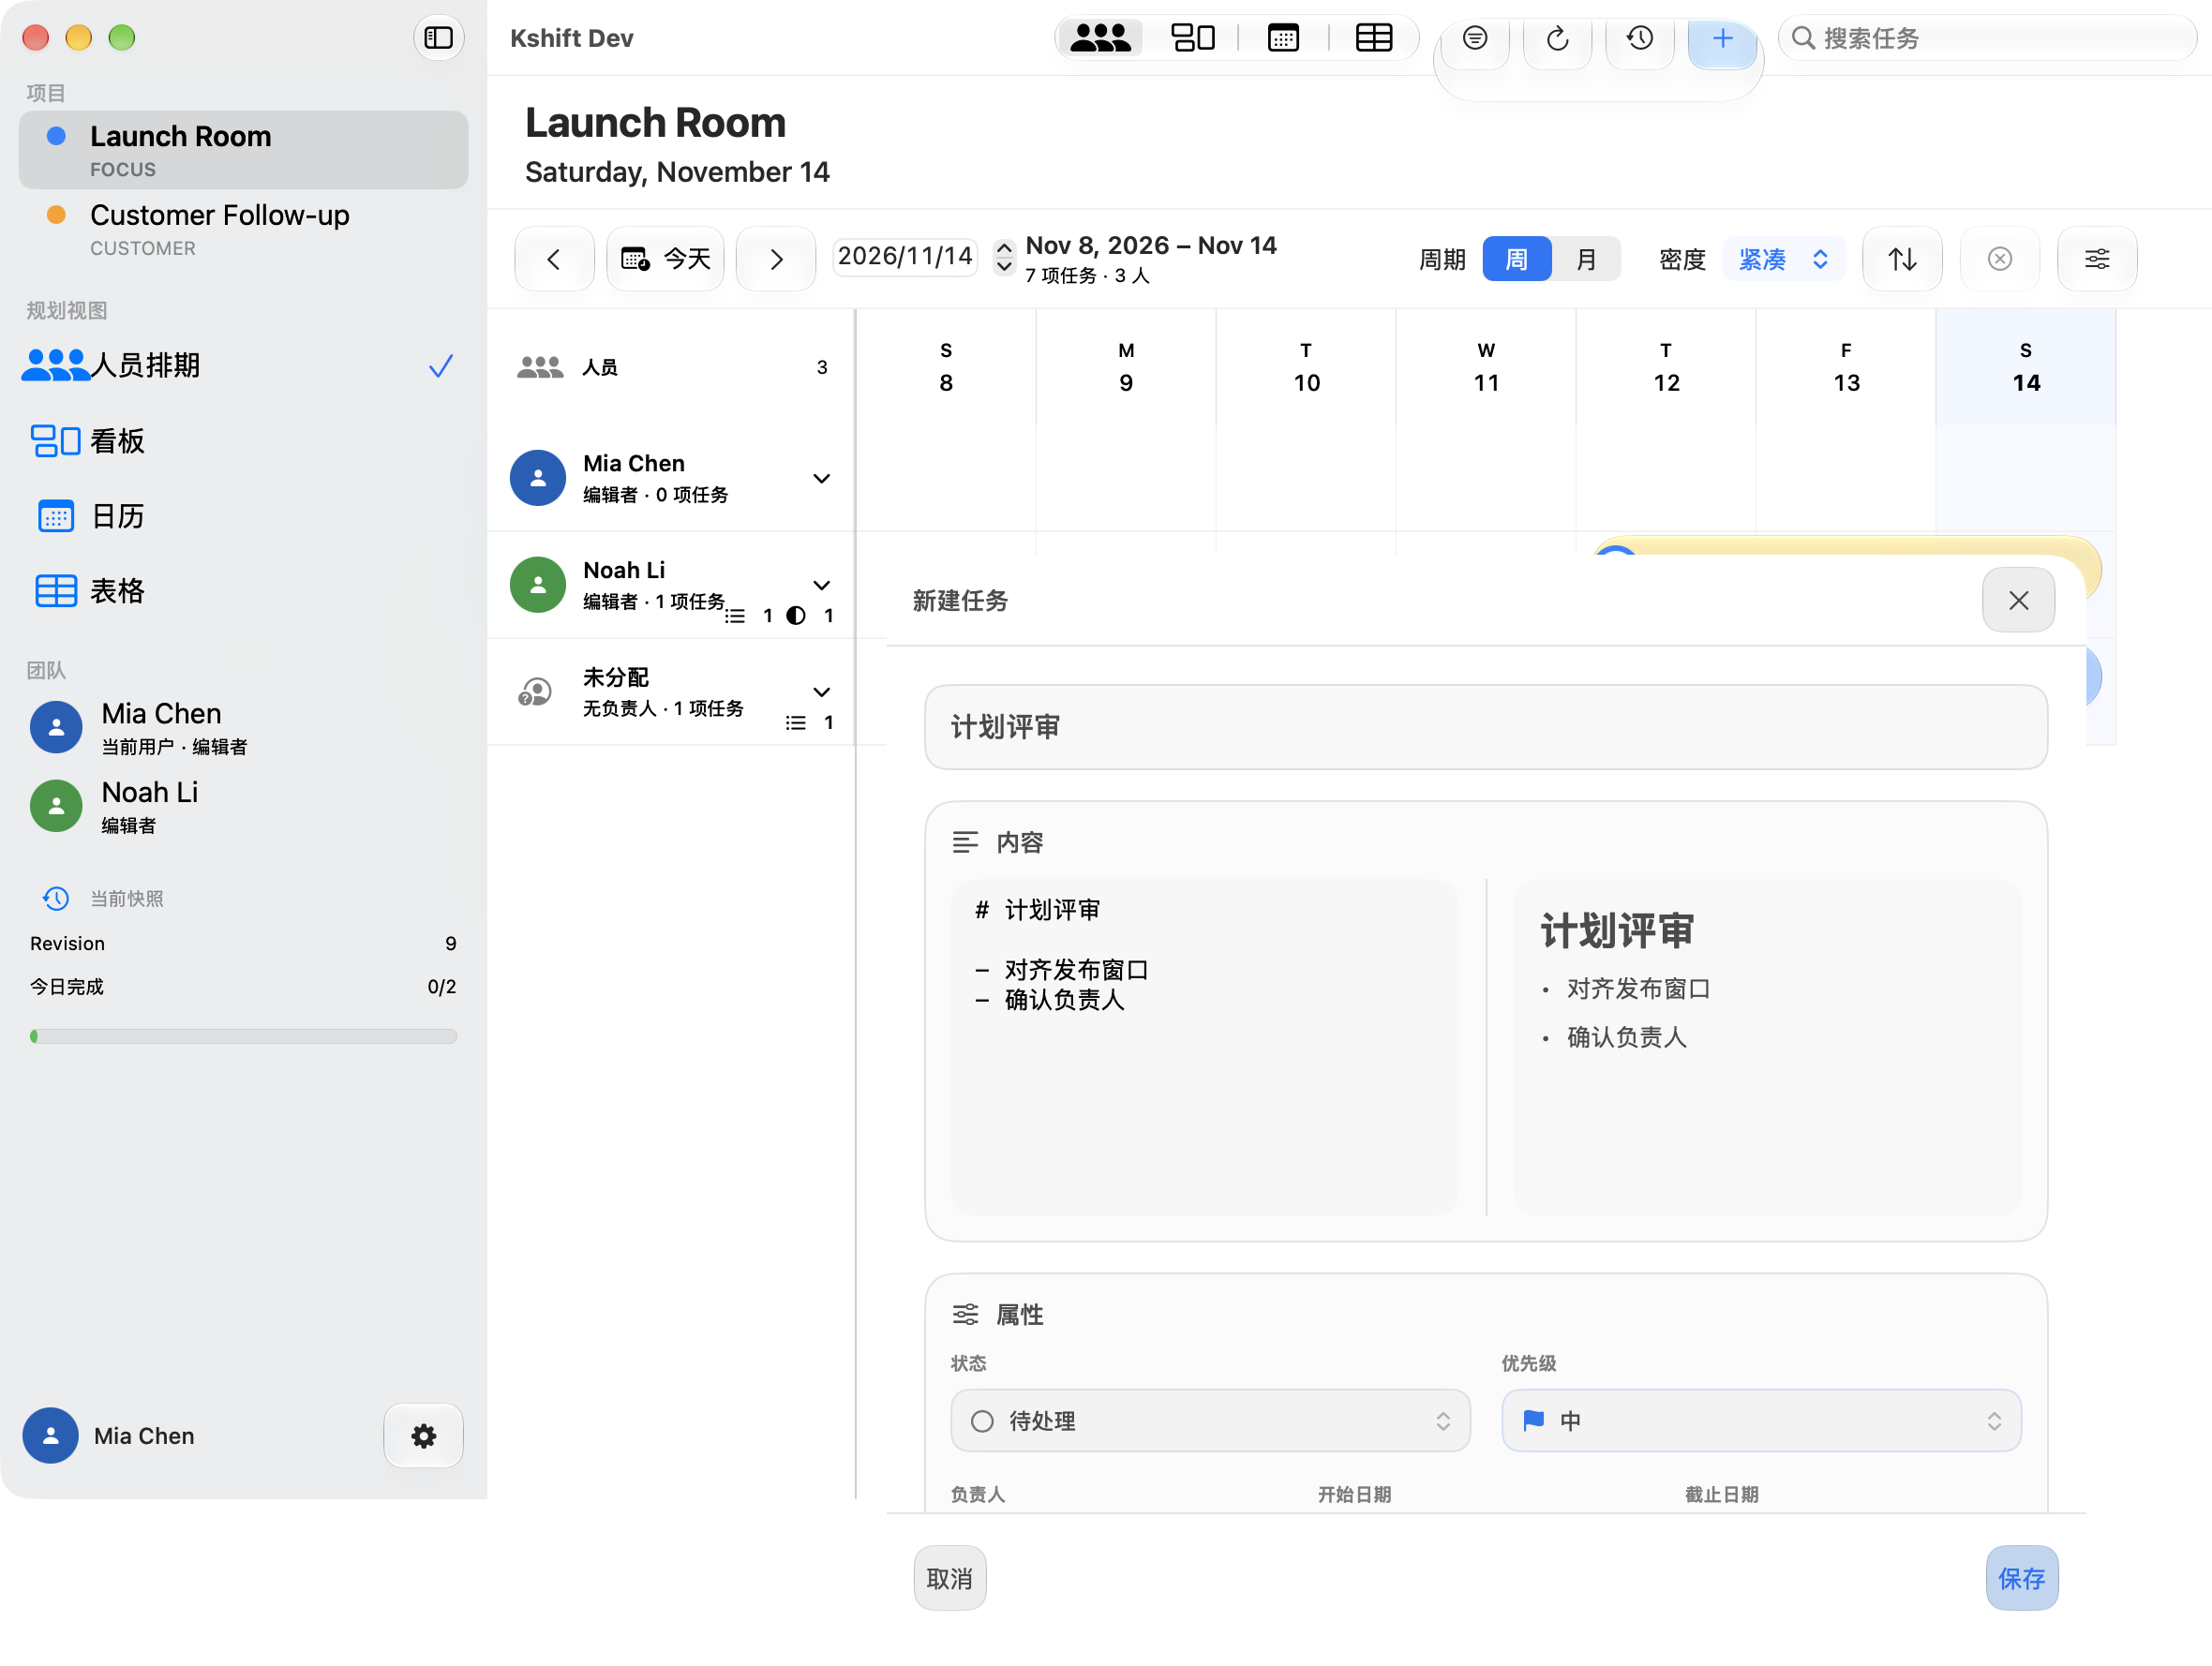 项目
Launch Room
FOCUS
Customer Follow-up
CUSTOMER
规划视图
人员排期
看板
日历
表格
团队
Mia Chen
当前用户 · 编辑者
Noah Li
编辑者
当前快照
Revision 9
今日完成 0/2
Mia Chen
Kshift Dev
搜索任务
Launch Room
Saturday, November 14
今天
2026/11/14
Nov 8, 2026 – Nov 14
7 项任务 · 3 人
周期 周 月
密度 紧凑
人员 3
S M T W T F S
8 9 10 11 12 13 14
Mia Chen
编辑者 · 0 项任务
Noah Li
编辑者 · 1 项任务
1 1
未分配
无负责人 · 1 项任务
1
新建任务
计划评审
内容
# 计划评审
– 对齐发布窗口
– 确认负责人
计划评审
• 对齐发布窗口
• 确认负责人
属性
状态 优先级
待处理 中
负责人 开始日期 截止日期
取消 保存